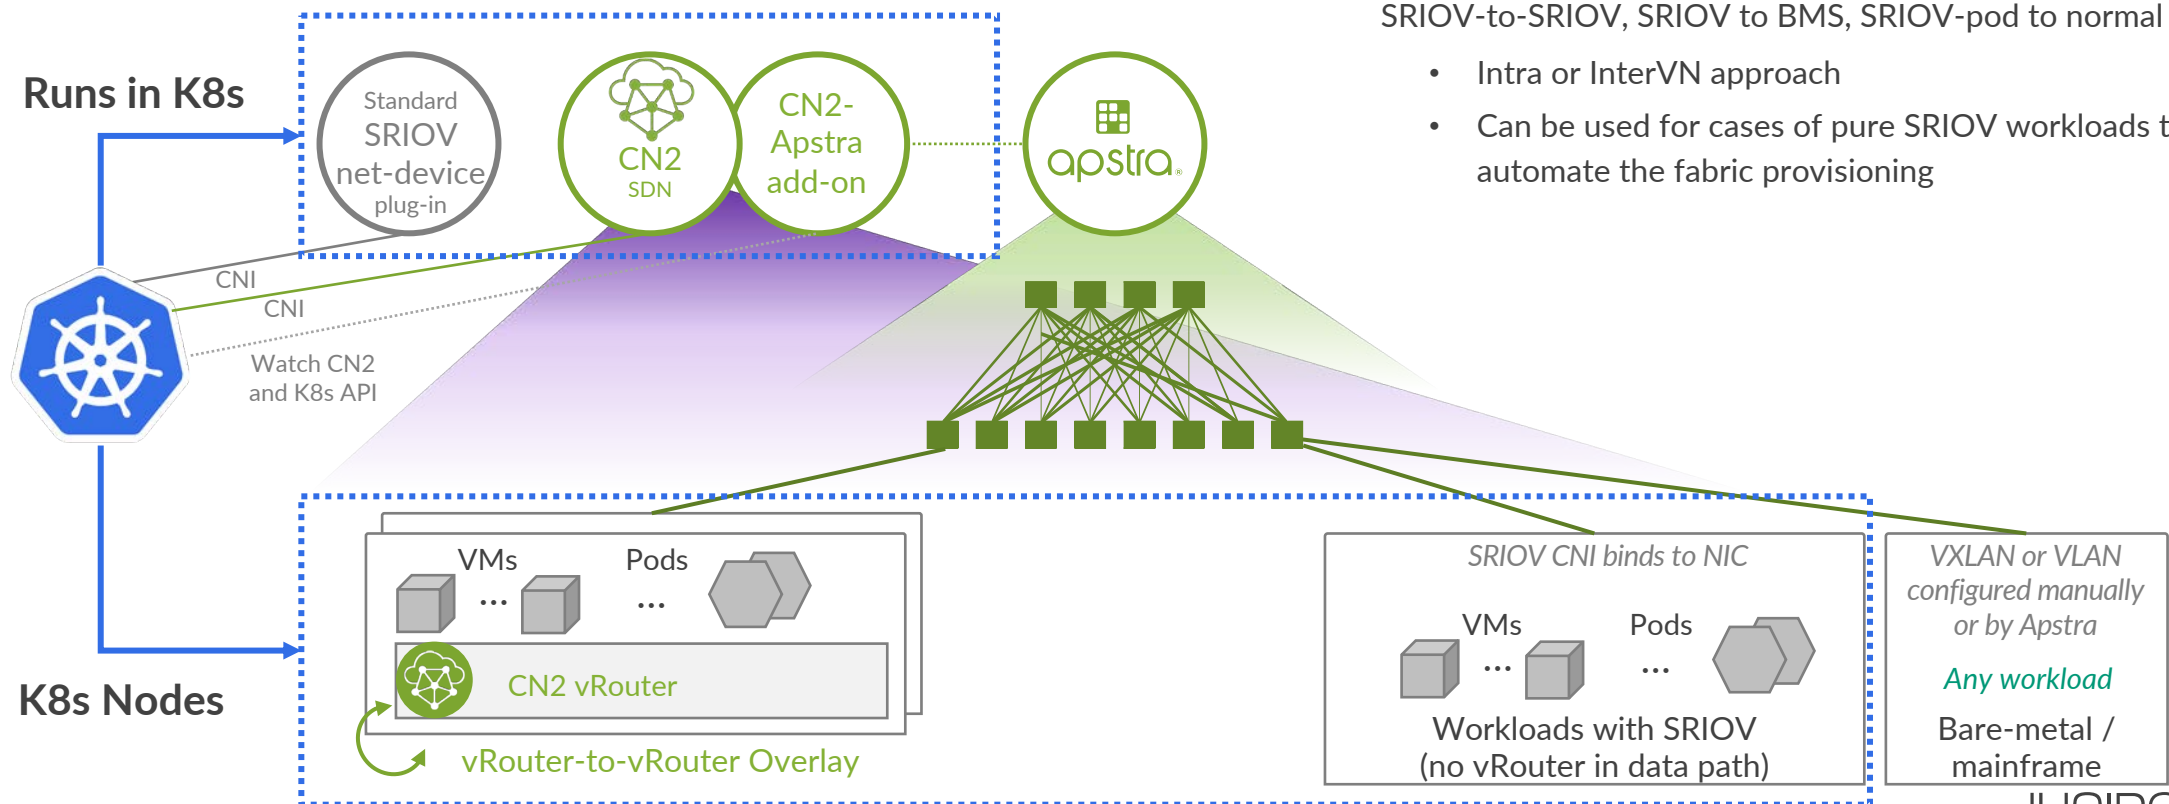 SRIOV-to-SRIOV, SRIOV to BMS, SRIOV-pod to normal
• Intra or InterVN approach
• Can be used for cases of pure SRIOV workloads
automate the fabric provisioning
Runs in K8s
Standard
SRIOV
net-device
plug-in
CN2
SDN
CN2-
Apstra
add-on
apstra®
CNI
CNI
Watch CN2
and K8s API
K8s Nodes
VMs
Pods
...
...
CN2 vRouter
vRouter-to-vRouter Overlay
SRIOV CNI binds to NIC
VMs
Pods
...
...
Workloads with SRIOV
(no vRouter in data path)
VXLAN or VLAN
configured manually
or by Apstra
Any workload
Bare-metal /
mainframe